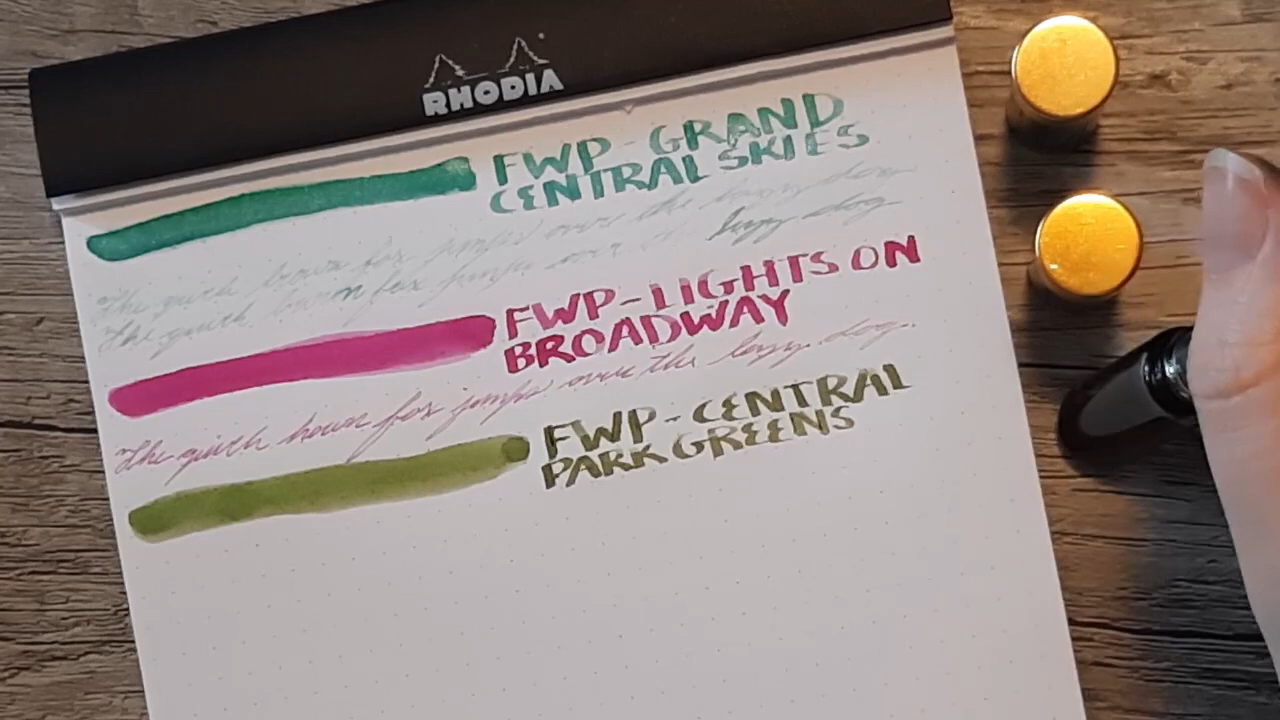 RHODIA
FWP - GRAND
CENTRAL SKIES
The quick brown fox jumps over the lazy dog
The quick brown fox jumps over the lazy dog.
FWP - LIGHTS ON
BROADWAY
The quick brown fox jumps over the lazy dog.
FWP - CENTRAL
PARK GREENS